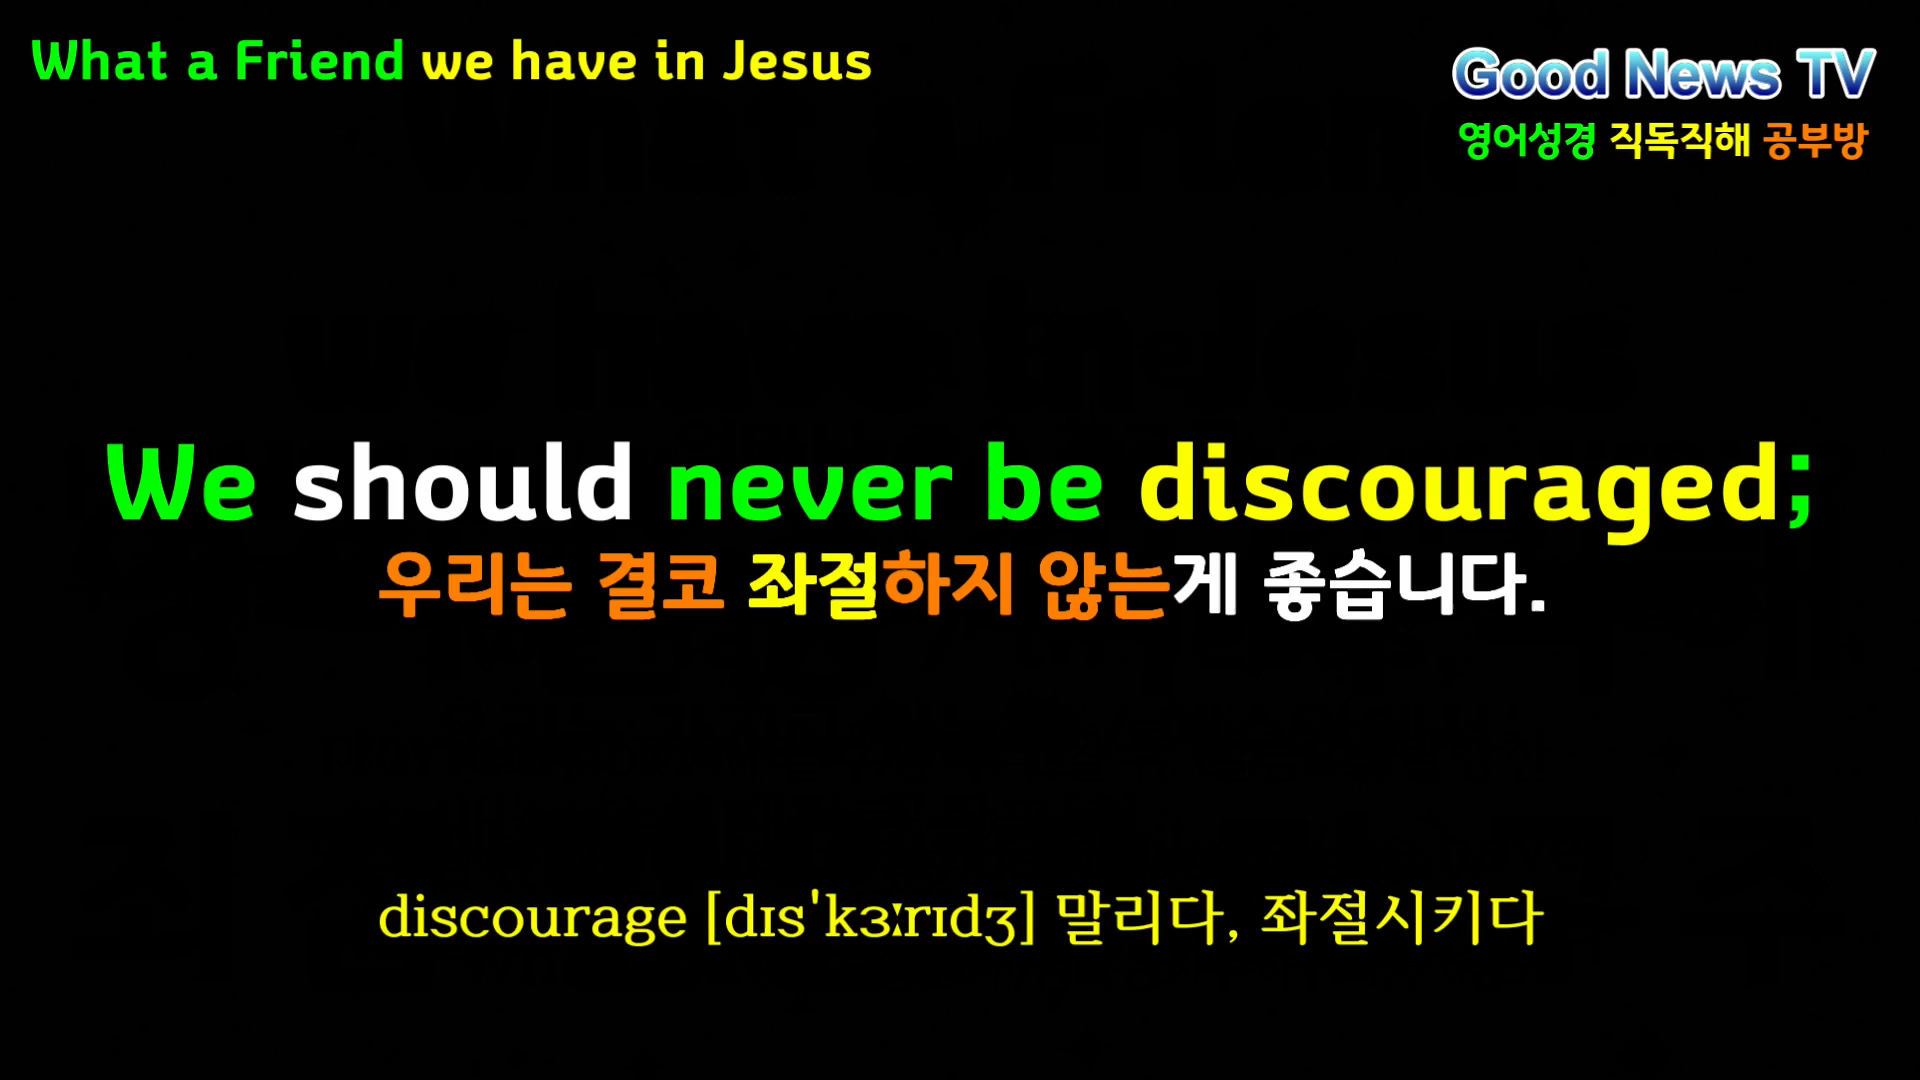 What a Friend we have in Jesus
Good News TV
영어성경 직독직해 공부방
We should never be discouraged;
우리는 결코 좌절하지 않는게 좋습니다.
discourage [dɪsˈkɜːrɪdʒ] 말리다, 좌절시키다